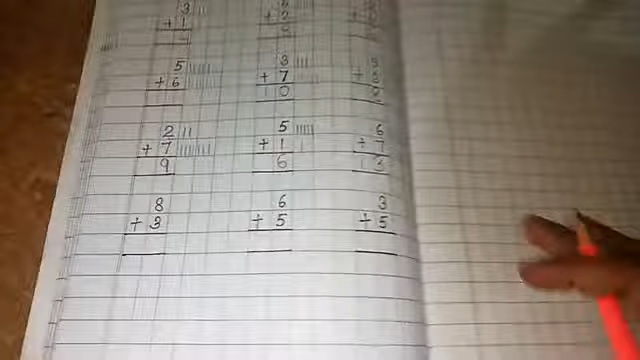 3
+ 1
+ 2
5 3
+ 6 + 7
10
2 5 6
+ 7 + 1 + 7
9 6 13
8 6 3
+ 3 + 5 + 5